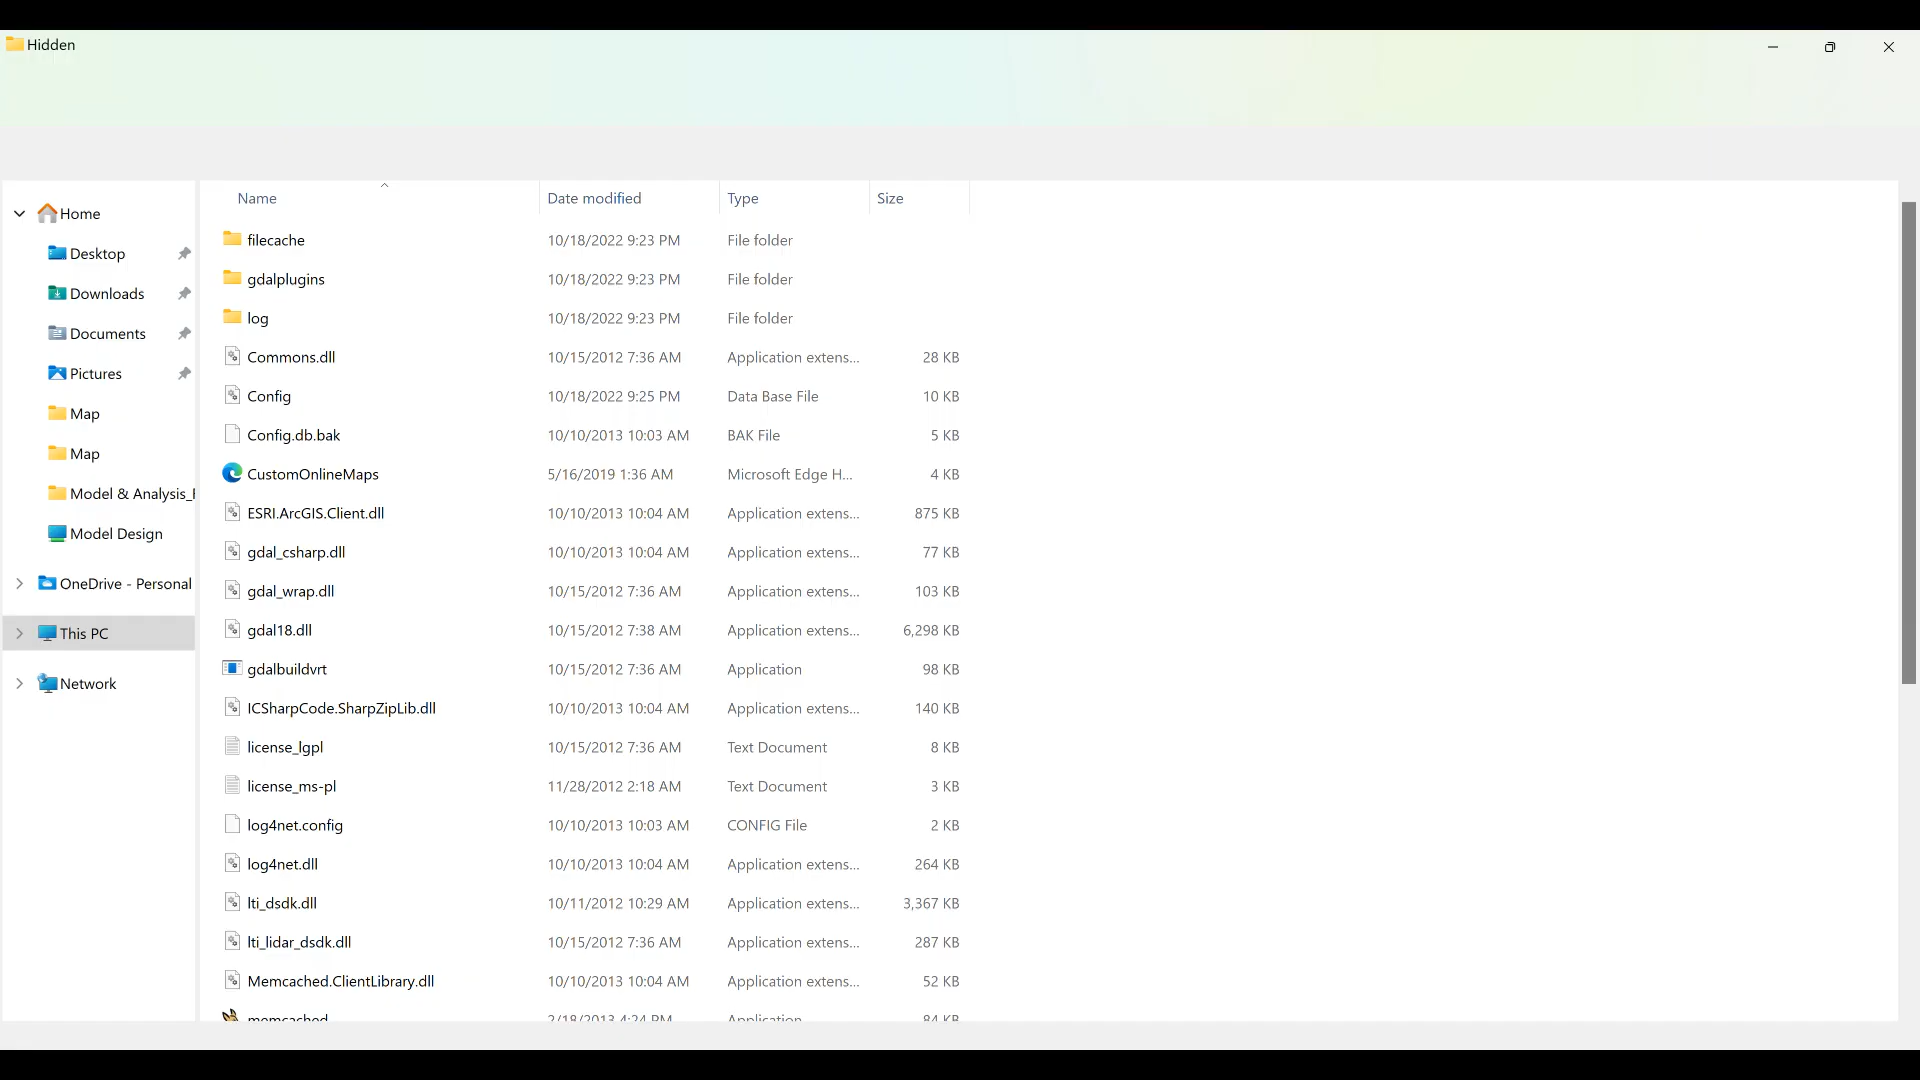 Hidden
Home
Desktop
Downloads
Documents
Pictures
Map
Map
Model & Analysis_
Model Design
OneDrive - Personal
This PC
Network
Name Date modified Type Size
filecache 10/18/2022 9:23 PM File folder
gdalplugins 10/18/2022 9:23 PM File folder
log 10/18/2022 9:23 PM File folder
Commons.dll 10/15/2012 7:36 AM Application extens... 28 KB
Config 10/18/2022 9:25 PM Data Base File 10 KB
Config.db.bak 10/10/2013 10:03 AM BAK File 5 KB
CustomOnlineMaps 5/16/2019 1:36 AM Microsoft Edge H... 4 KB
ESRI.ArcGIS.Client.dll 10/10/2013 10:04 AM Application extens... 875 KB
gdal_csharp.dll 10/10/2013 10:04 AM Application extens... 77 KB
gdal_wrap.dll 10/15/2012 7:36 AM Application extens... 103 KB
gdal18.dll 10/15/2012 7:38 AM Application extens... 6,298 KB
gdalbuildvrt 10/15/2012 7:36 AM Application 98 KB
ICSharpCode.SharpZipLib.dll 10/10/2013 10:04 AM Application extens... 140 KB
license_lgpl 10/15/2012 7:36 AM Text Document 8 KB
license_ms-pl 11/28/2012 2:18 AM Text Document 3 KB
log4net.config 10/10/2013 10:03 AM CONFIG File 2 KB
log4net.dll 10/10/2013 10:04 AM Application extens... 264 KB
lti_dsdk.dll 10/11/2012 10:29 AM Application extens... 3,367 KB
lti_lidar_dsdk.dll 10/15/2012 7:36 AM Application extens... 287 KB
Memcached.ClientLibrary.dll 10/10/2013 10:04 AM Application extens... 52 KB
memcached 2/18/2013 4:24 PM Application 84 KB